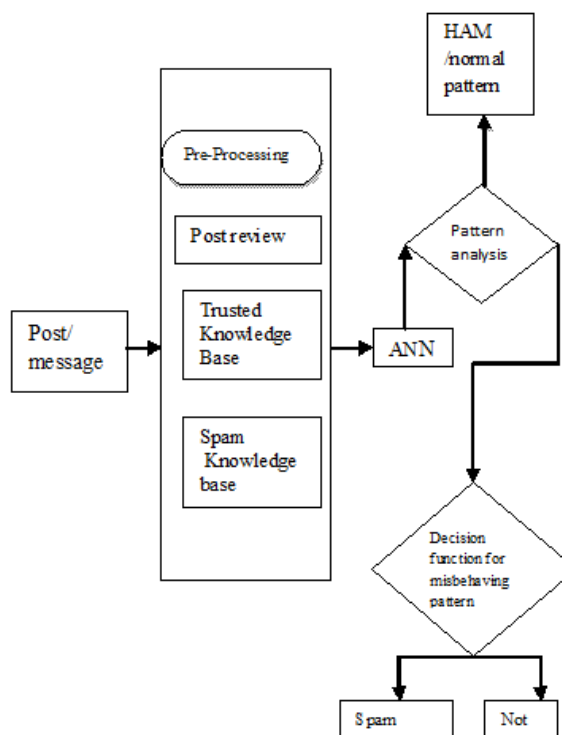 HAM
/normal
pattern
Pre-Processing
Post review
Pattern
analysis
Trusted
Knowledge
Base
Post/
message
ANN
Spam
Knowledge
base
Decision
function for
misbehaving
pattern
Spam
Not